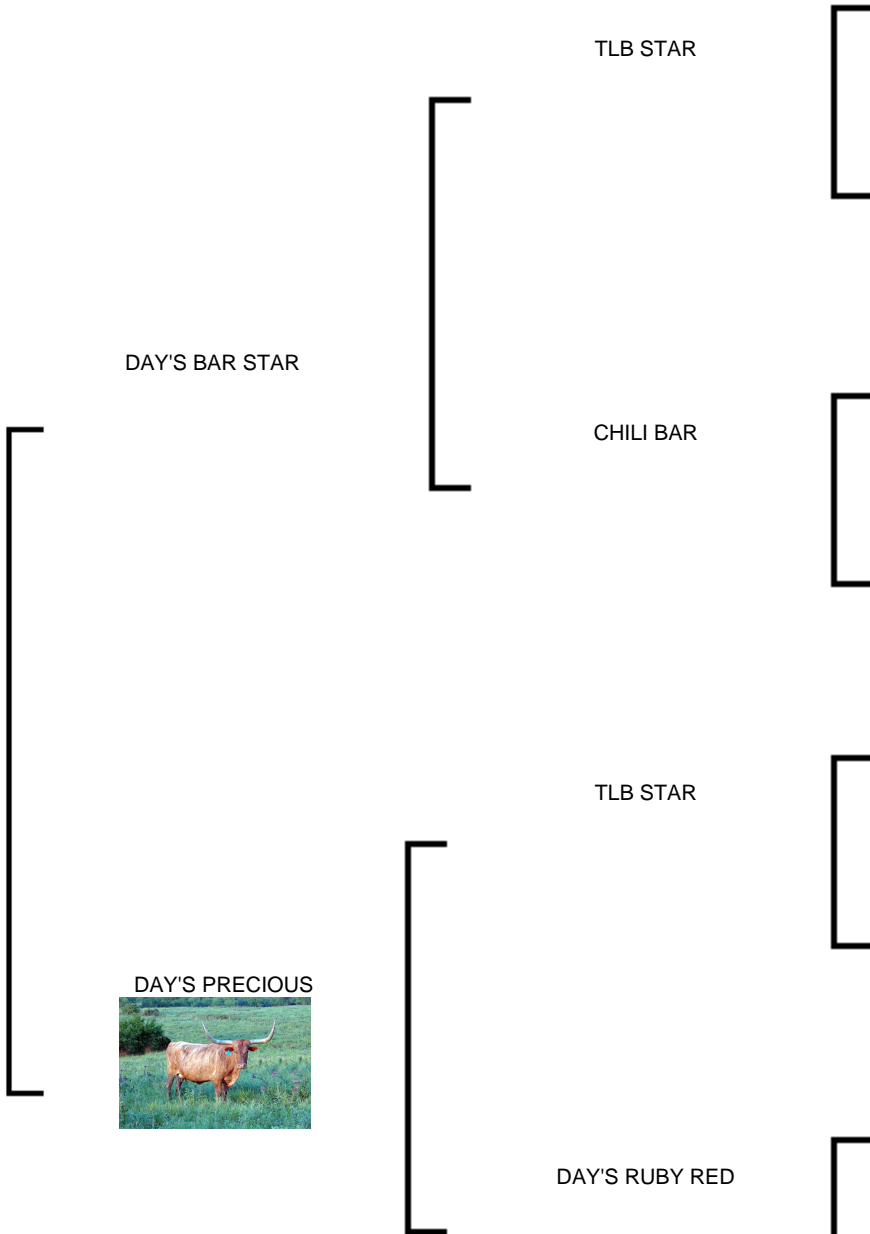 TLB STAR
DAY'S BAR STAR
CHILI BAR
TLB STAR
DAY'S PRECIOUS
DAY'S RUBY RED